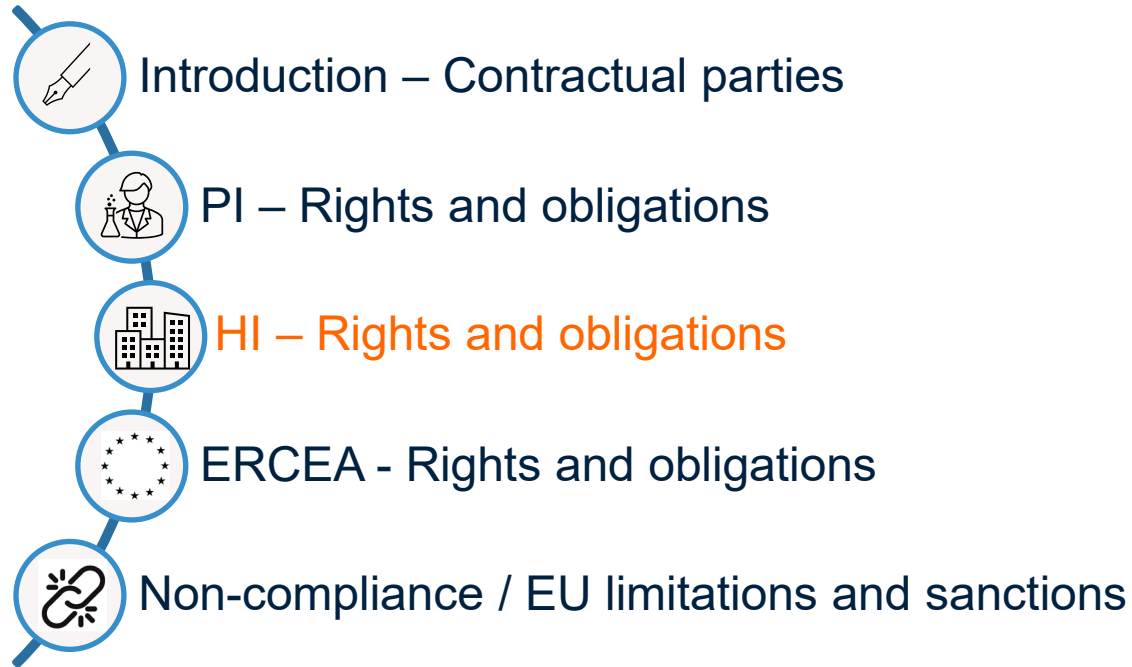 Introduction – Contractual parties
PI – Rights and obligations
HI – Rights and obligations
ERCEA - Rights and obligations
Non-compliance / EU limitations and sanctions